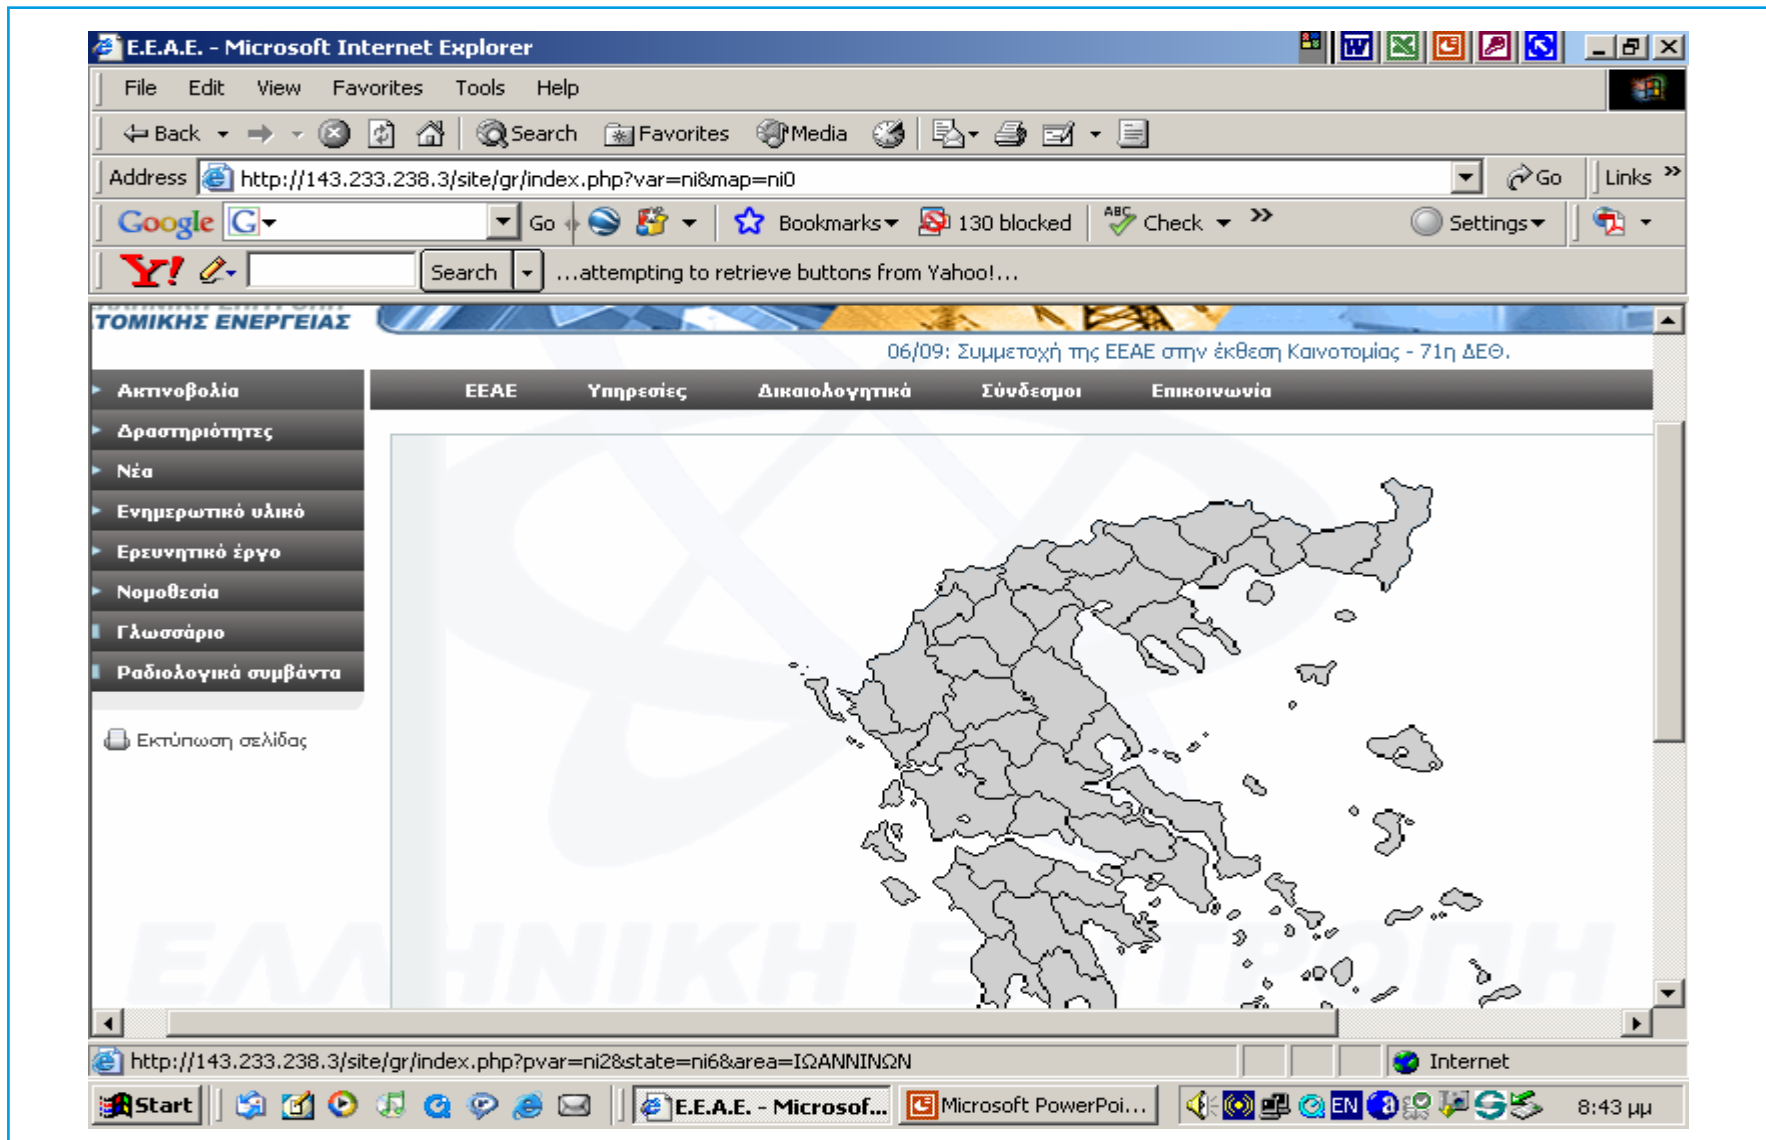 E.E.A.E. - Microsoft Internet Explorer
File Edit View Favorites Tools Help
Back Search Favorites Media
Address http://143.233.238.3/site/gr/index.php?var=ni&map=ni0 Go Links »
Google G Go Bookmarks 130 blocked ABC Check » Settings
Y! Search ...attempting to retrieve buttons from Yahoo!...
ΤΟΜΙΚΗΣ ΕΝΕΡΓΕΙΑΣ
06/09: Συμμετοχή της ΕΕΑΕ στην έκθεση Καινοτομίας - 71η ΔΕΘ.
ΕΕΑΕ Υπηρεσίες Δικαιολογητικά Σύνδεσμοι Επικοινωνία
Ακτινοβολία
Δραστηριότητες
Νέα
Ενημερωτικό υλικό
Ερευνητικό έργο
Νομοθεσία
Γλωσσάριο
Ραδιολογικά συμβάντα
Εκτύπωση σελίδας
ΕΛΛΗΝΙΚΗ ΕΠΙΤΡΟΠΗ
http://143.233.238.3/site/gr/index.php?pvar=ni2&state=ni6&area=ΙΩΑΝΝΙΝΩΝ Internet
Start E.E.A.E. - Microsof... Microsoft PowerPoi... EN 8:43 μμ